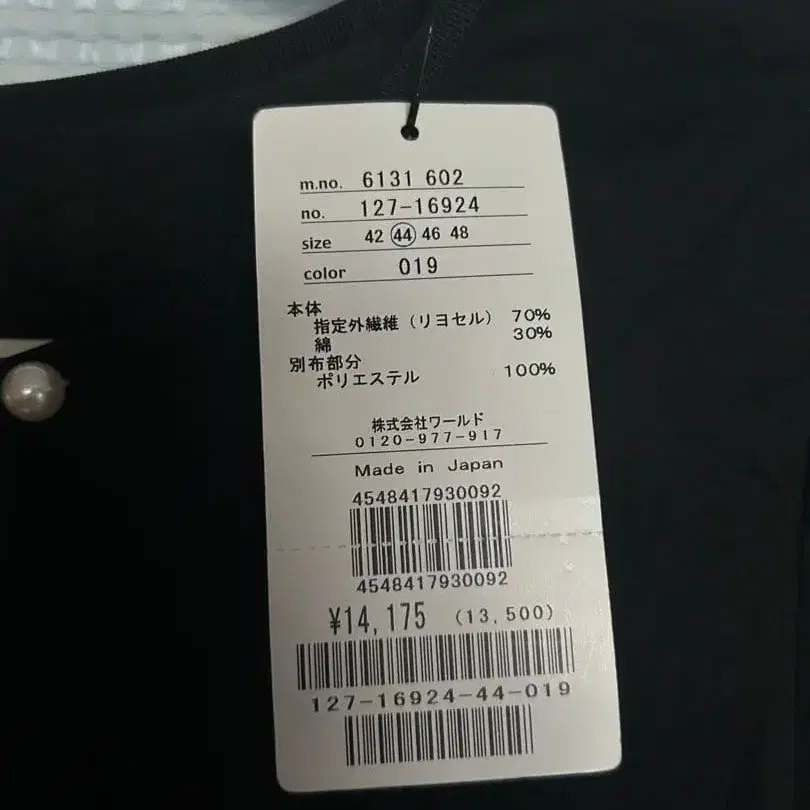 m.no. 6131 602
no. 127-16924
size 42 44 46 48
color 019
本体
指定外繊維（リヨセル） 70%
綿 30%
別布部分
ポリエステル 100%
株式会社ワールド
0120-977-917
Made in Japan
4548417930092
4548417930092
¥14,175 (13,500)
127-16924-44-019